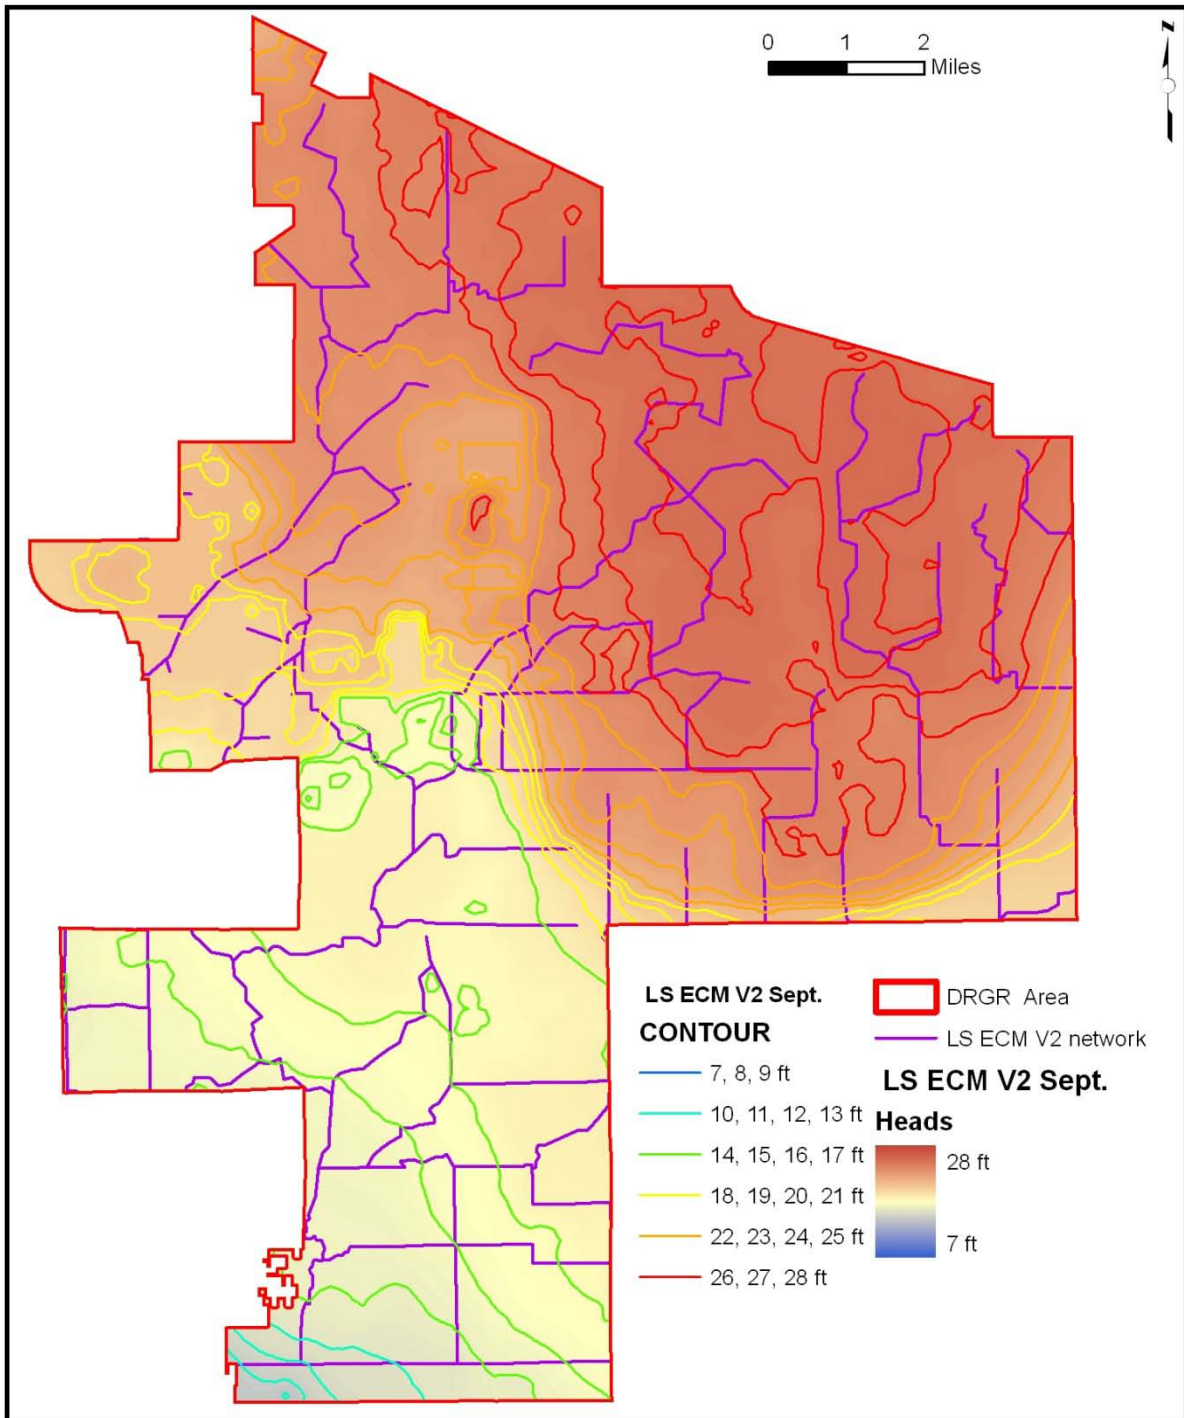 0 1 2
Miles
N
LS ECM V2 Sept.
CONTOUR
7, 8, 9 ft
10, 11, 12, 13 ft
14, 15, 16, 17 ft
18, 19, 20, 21 ft
22, 23, 24, 25 ft
26, 27, 28 ft
DRGR Area
LS ECM V2 network
LS ECM V2 Sept.
Heads
28 ft
7 ft